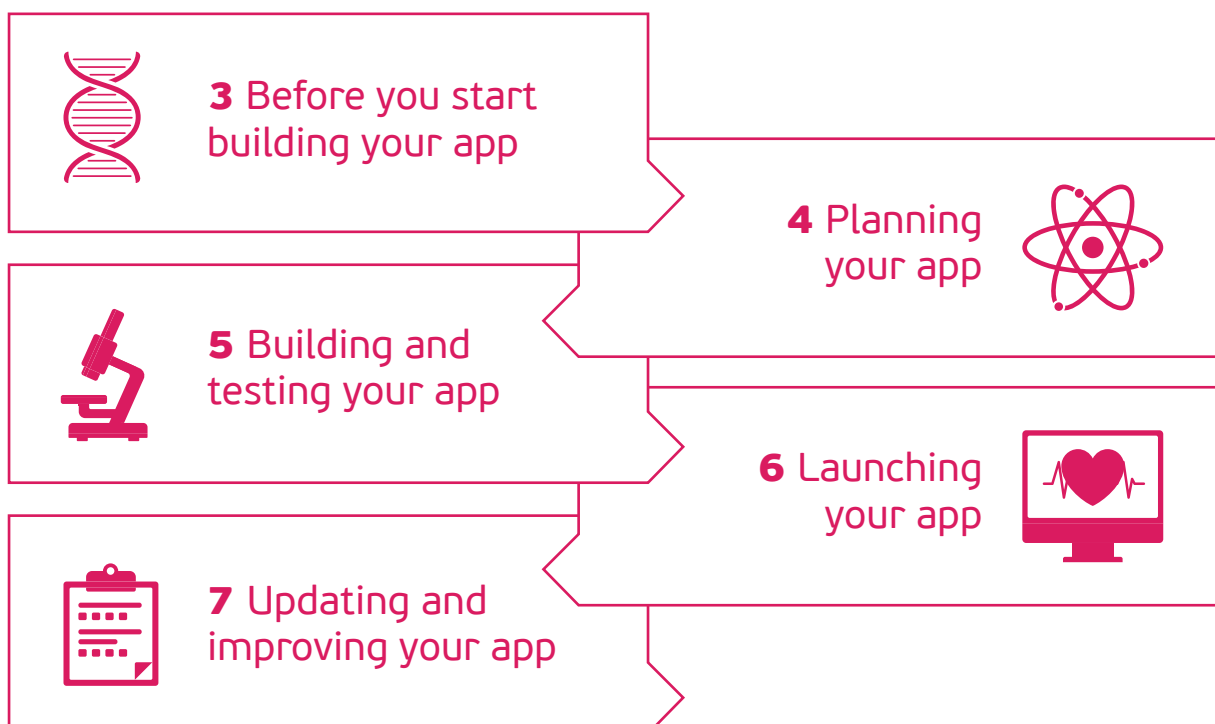 3 Before you start
building your app
4 Planning
your app
5 Building and
testing your app
6 Launching
your app
7 Updating and
improving your app